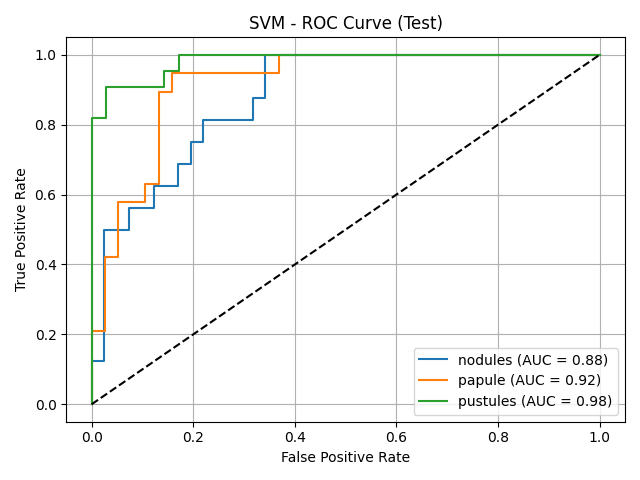 SVM - ROC Curve (Test)
True Positive Rate
1.0
0.8
0.6
0.4
0.2
0.0
0.0 0.2 0.4 0.6 0.8 1.0
False Positive Rate
nodules (AUC = 0.88)
papule (AUC = 0.92)
pustules (AUC = 0.98)